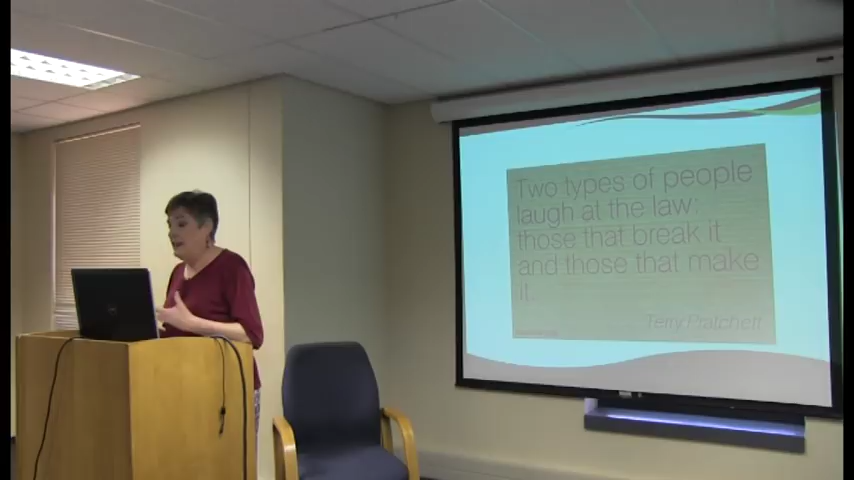 Two types of people
laugh at the law:
those that break it
and those that make
it.
Terry Pratchett